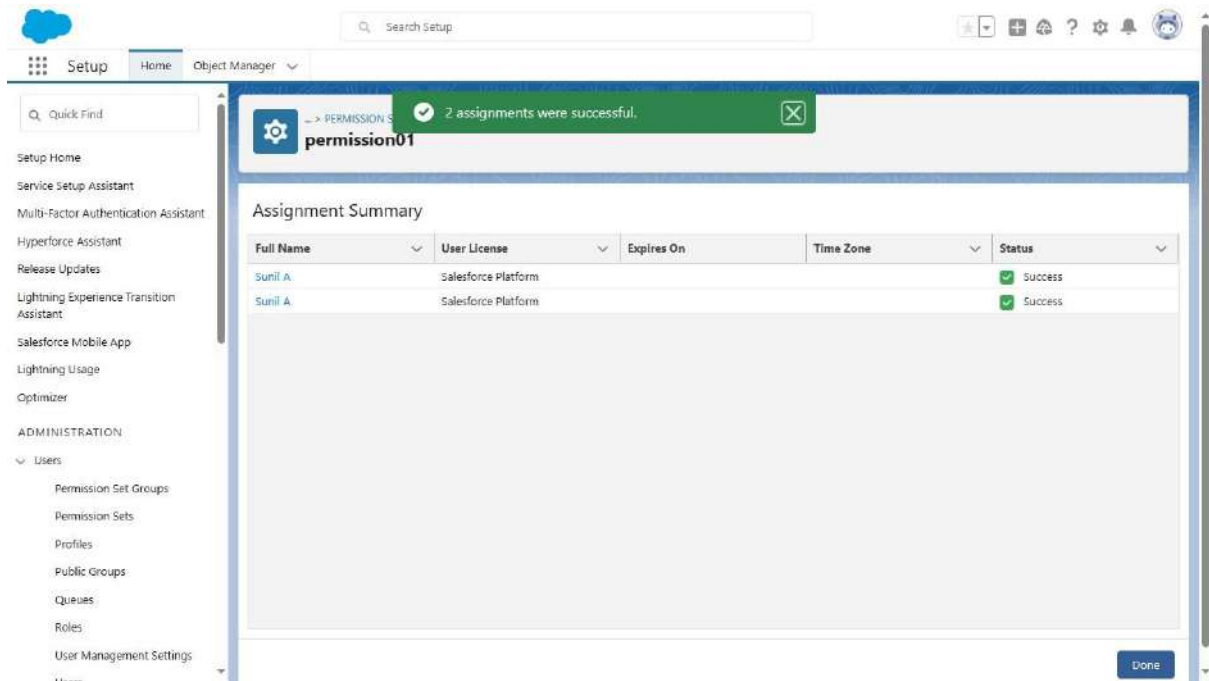 Search Setup
Setup
Home
Object Manager
Quick Find
Setup Home
Service Setup Assistant
Multi-Factor Authentication Assistant
Hyperforce Assistant
Release Updates
Lightning Experience Transition
Assistant
Salesforce Mobile App
Lightning Usage
Optimizer
ADMINISTRATION
Users
Permission Set Groups
Permission Sets
Profiles
Public Groups
Queues
Roles
User Management Settings
... > PERMISSION S
permission01
2 assignments were successful.
Assignment Summary
Full Name User License Expires On Time Zone Status
Sunil A Salesforce Platform Success
Sunil A Salesforce Platform Success
Done